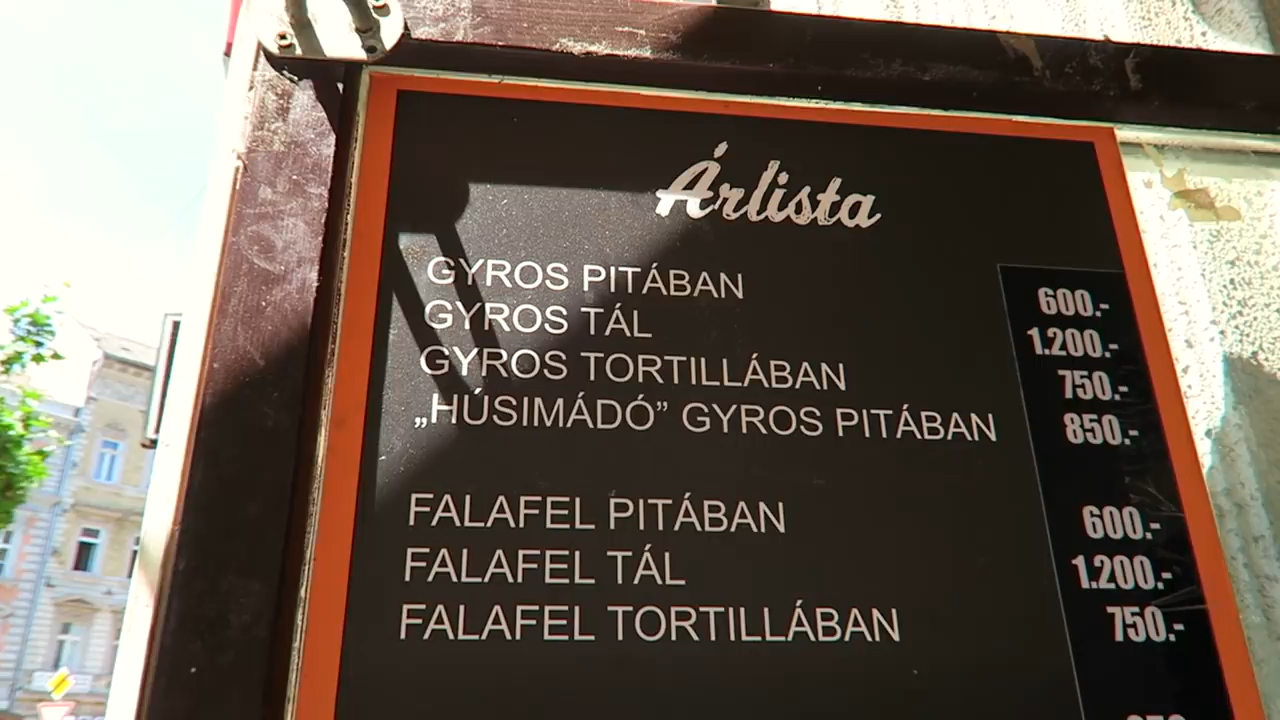 Árlista
GYROS PITÁBAN 600.-
GYROS TÁL 1.200.-
GYROS TORTILLÁBAN 750.-
„HÚSIMÁDÓ” GYROS PITÁBAN 850.-
FALAFEL PITÁBAN 600.-
FALAFEL TÁL 1.200.-
FALAFEL TORTILLÁBAN 750.-